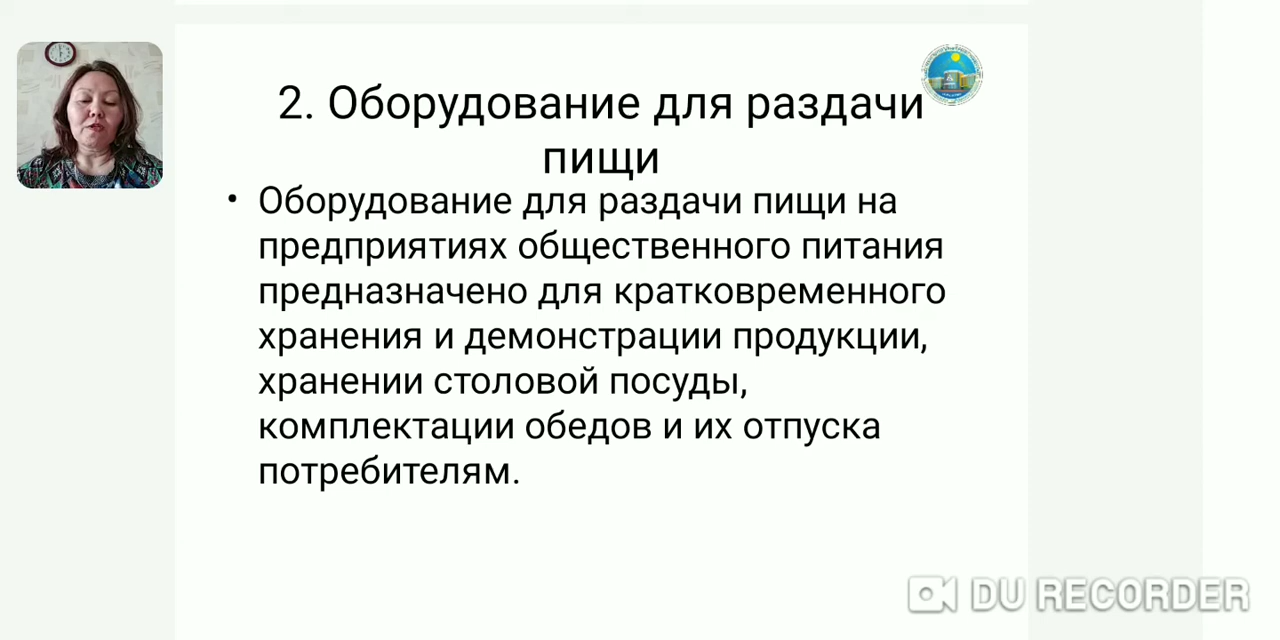 2. Оборудование для раздачи
пищи
• Оборудование для раздачи пищи на
предприятиях общественного питания
предназначено для кратковременного
хранения и демонстрации продукции,
хранении столовой посуды,
комплектации обедов и их отпуска
потребителям.
DU RECORDER